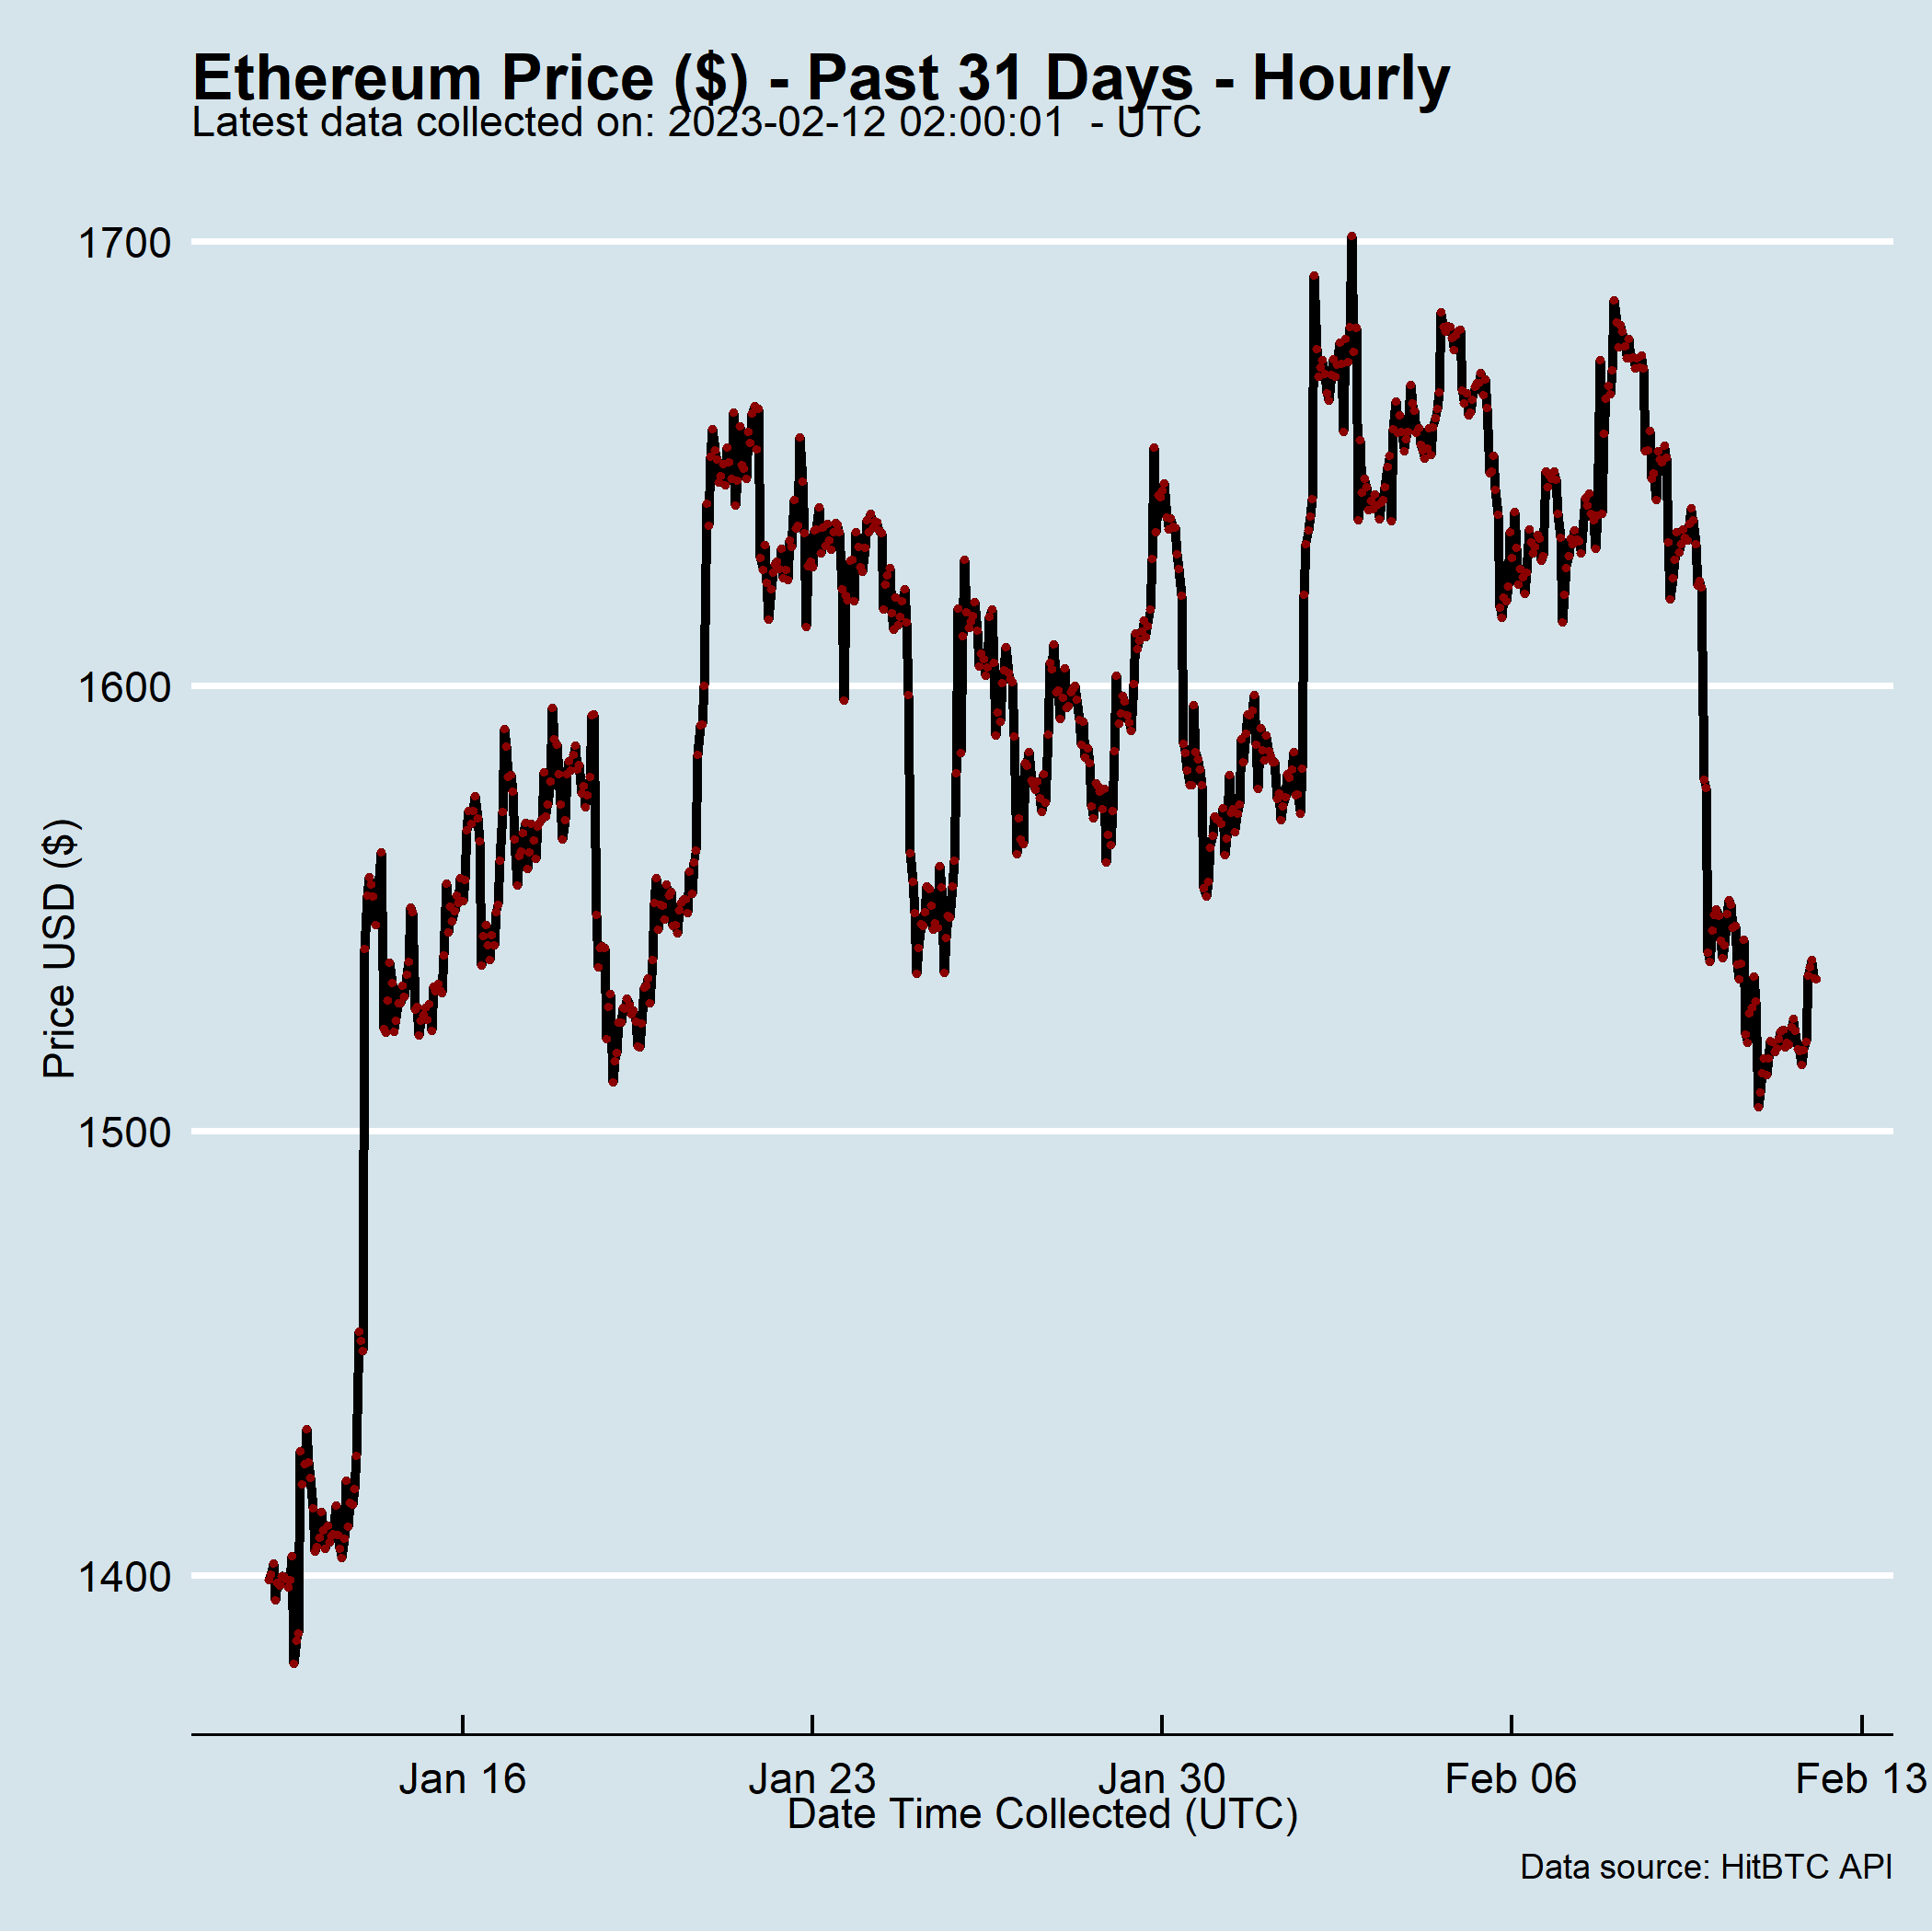 Ethereum Price ($) - Past 31 Days - Hourly
Latest data collected on: 2023-02-12 02:00:01  - UTC
1700
1600
1500
1400
Price USD ($)
Jan 16 Jan 23 Jan 30 Feb 06 Feb 13
Date Time Collected (UTC)
Data source: HitBTC API